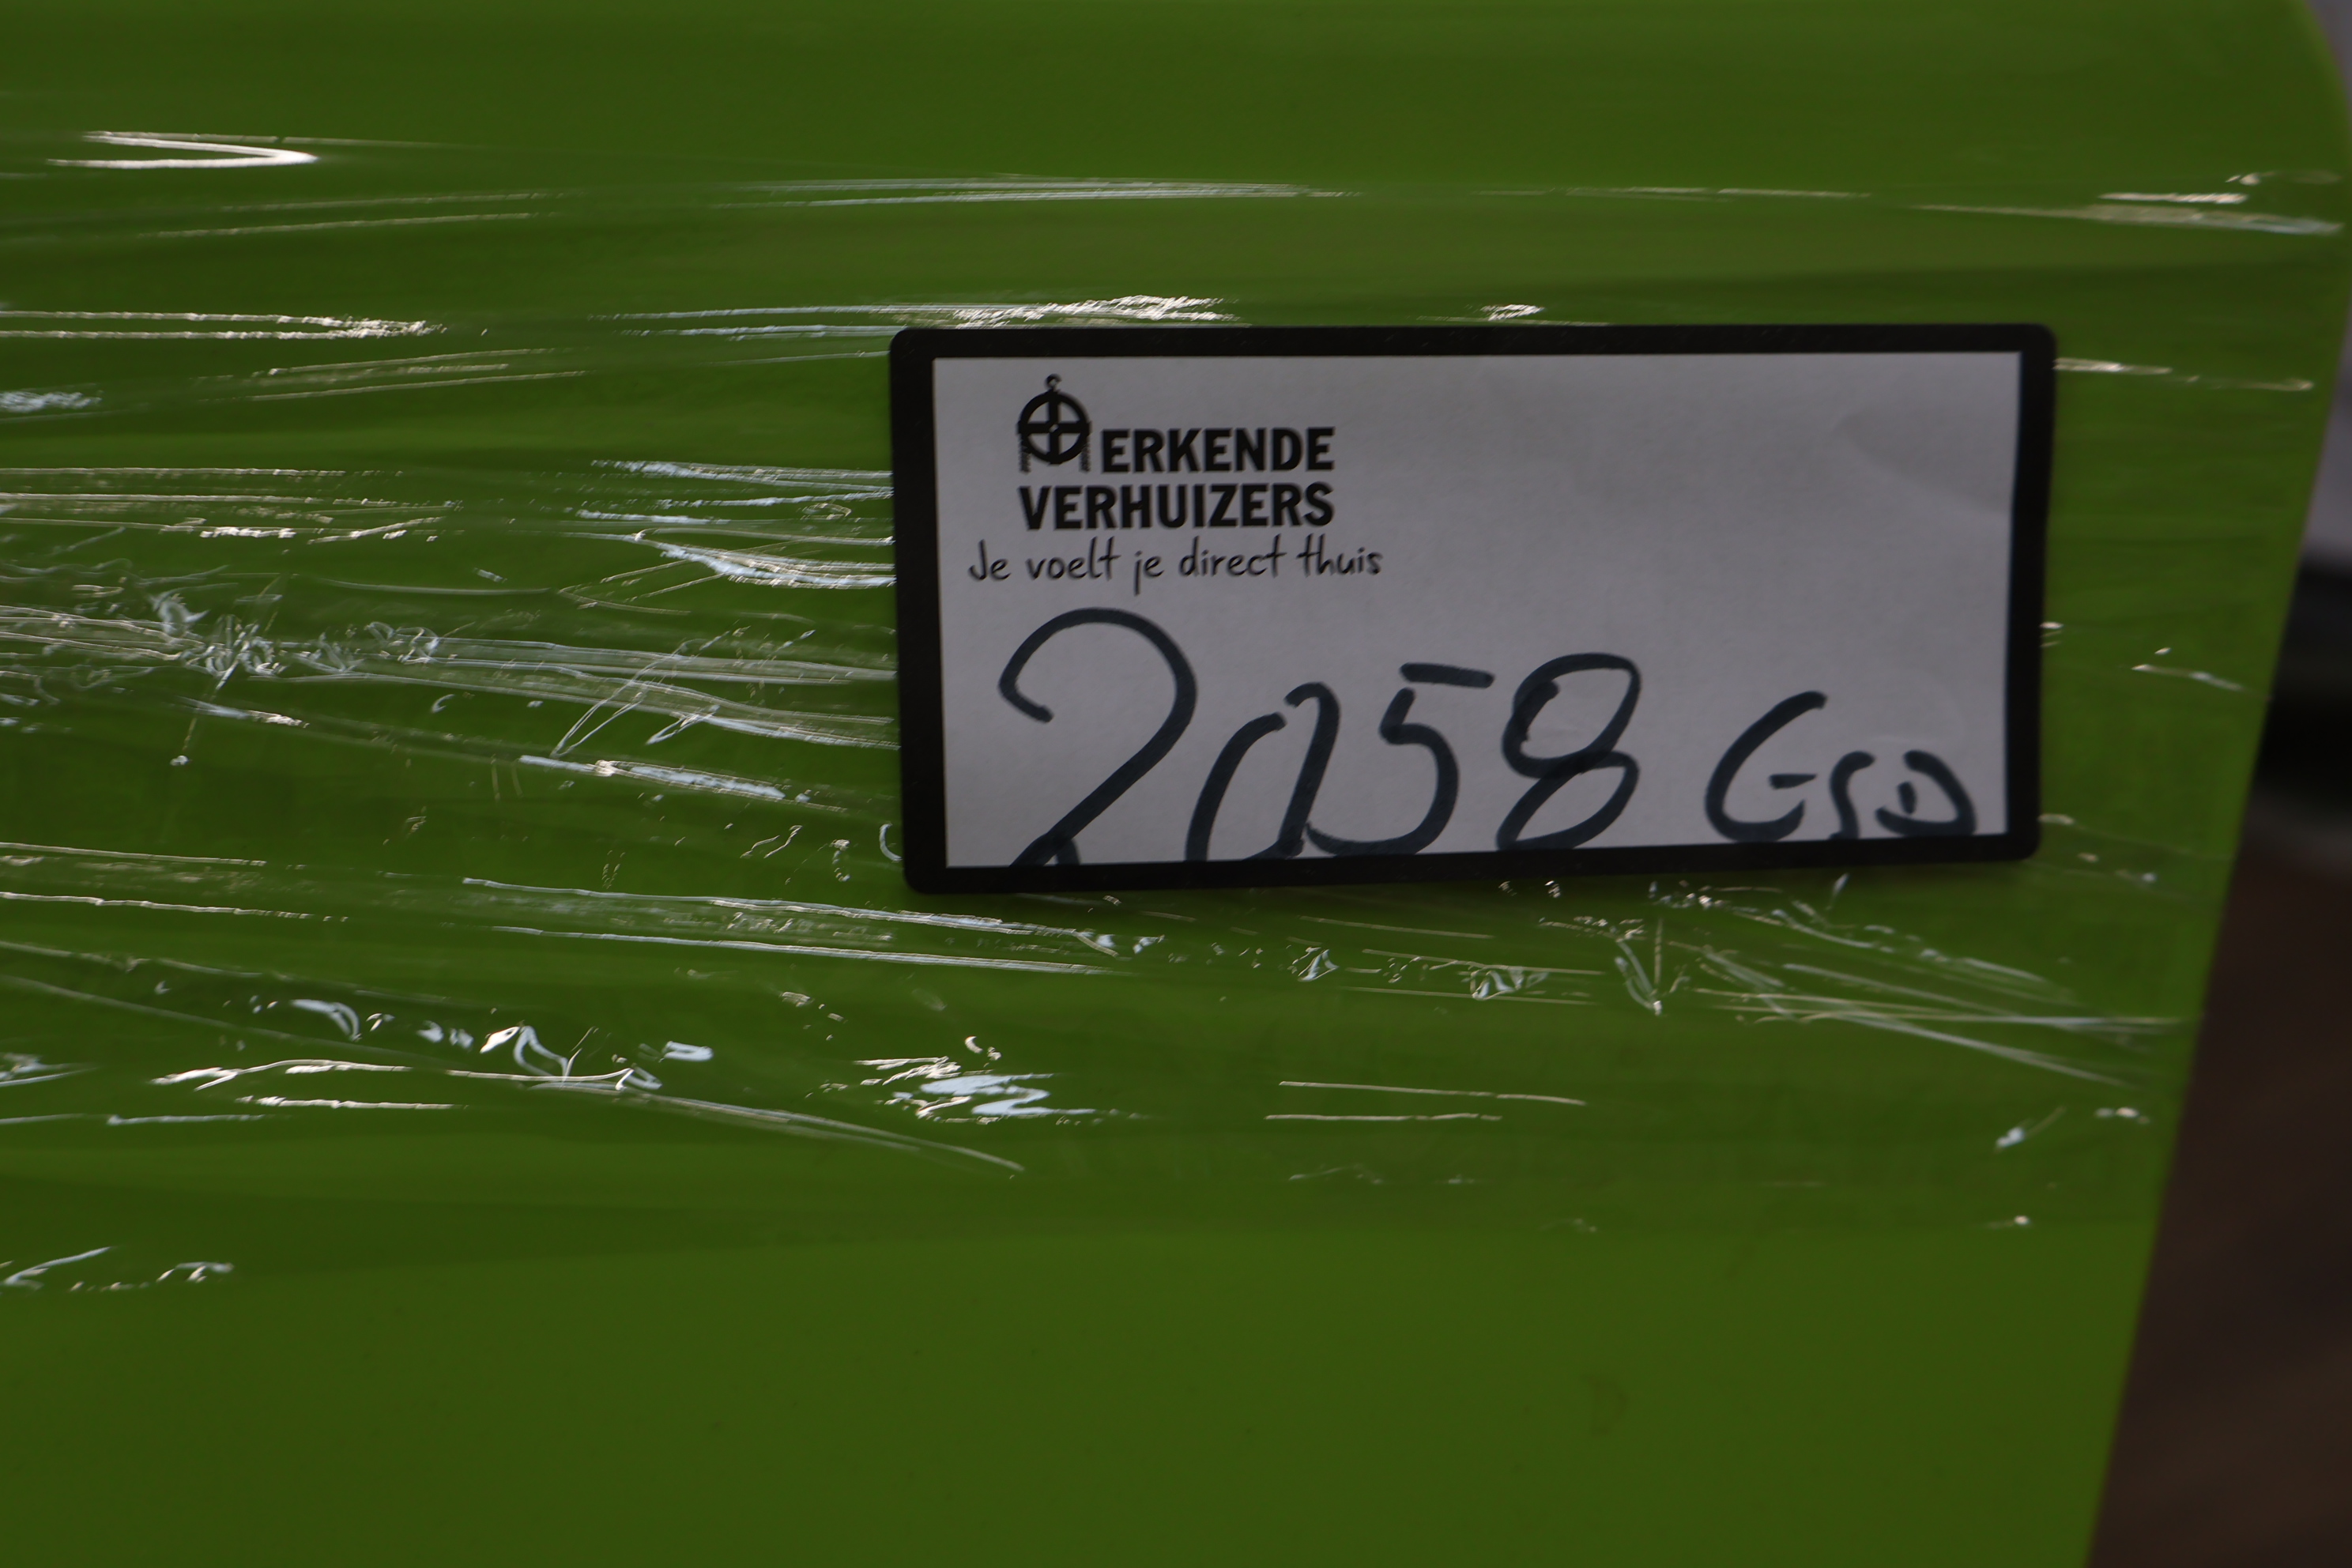 ERKENDE
VERHUIZERS
Je voelt je direct thuis
2058